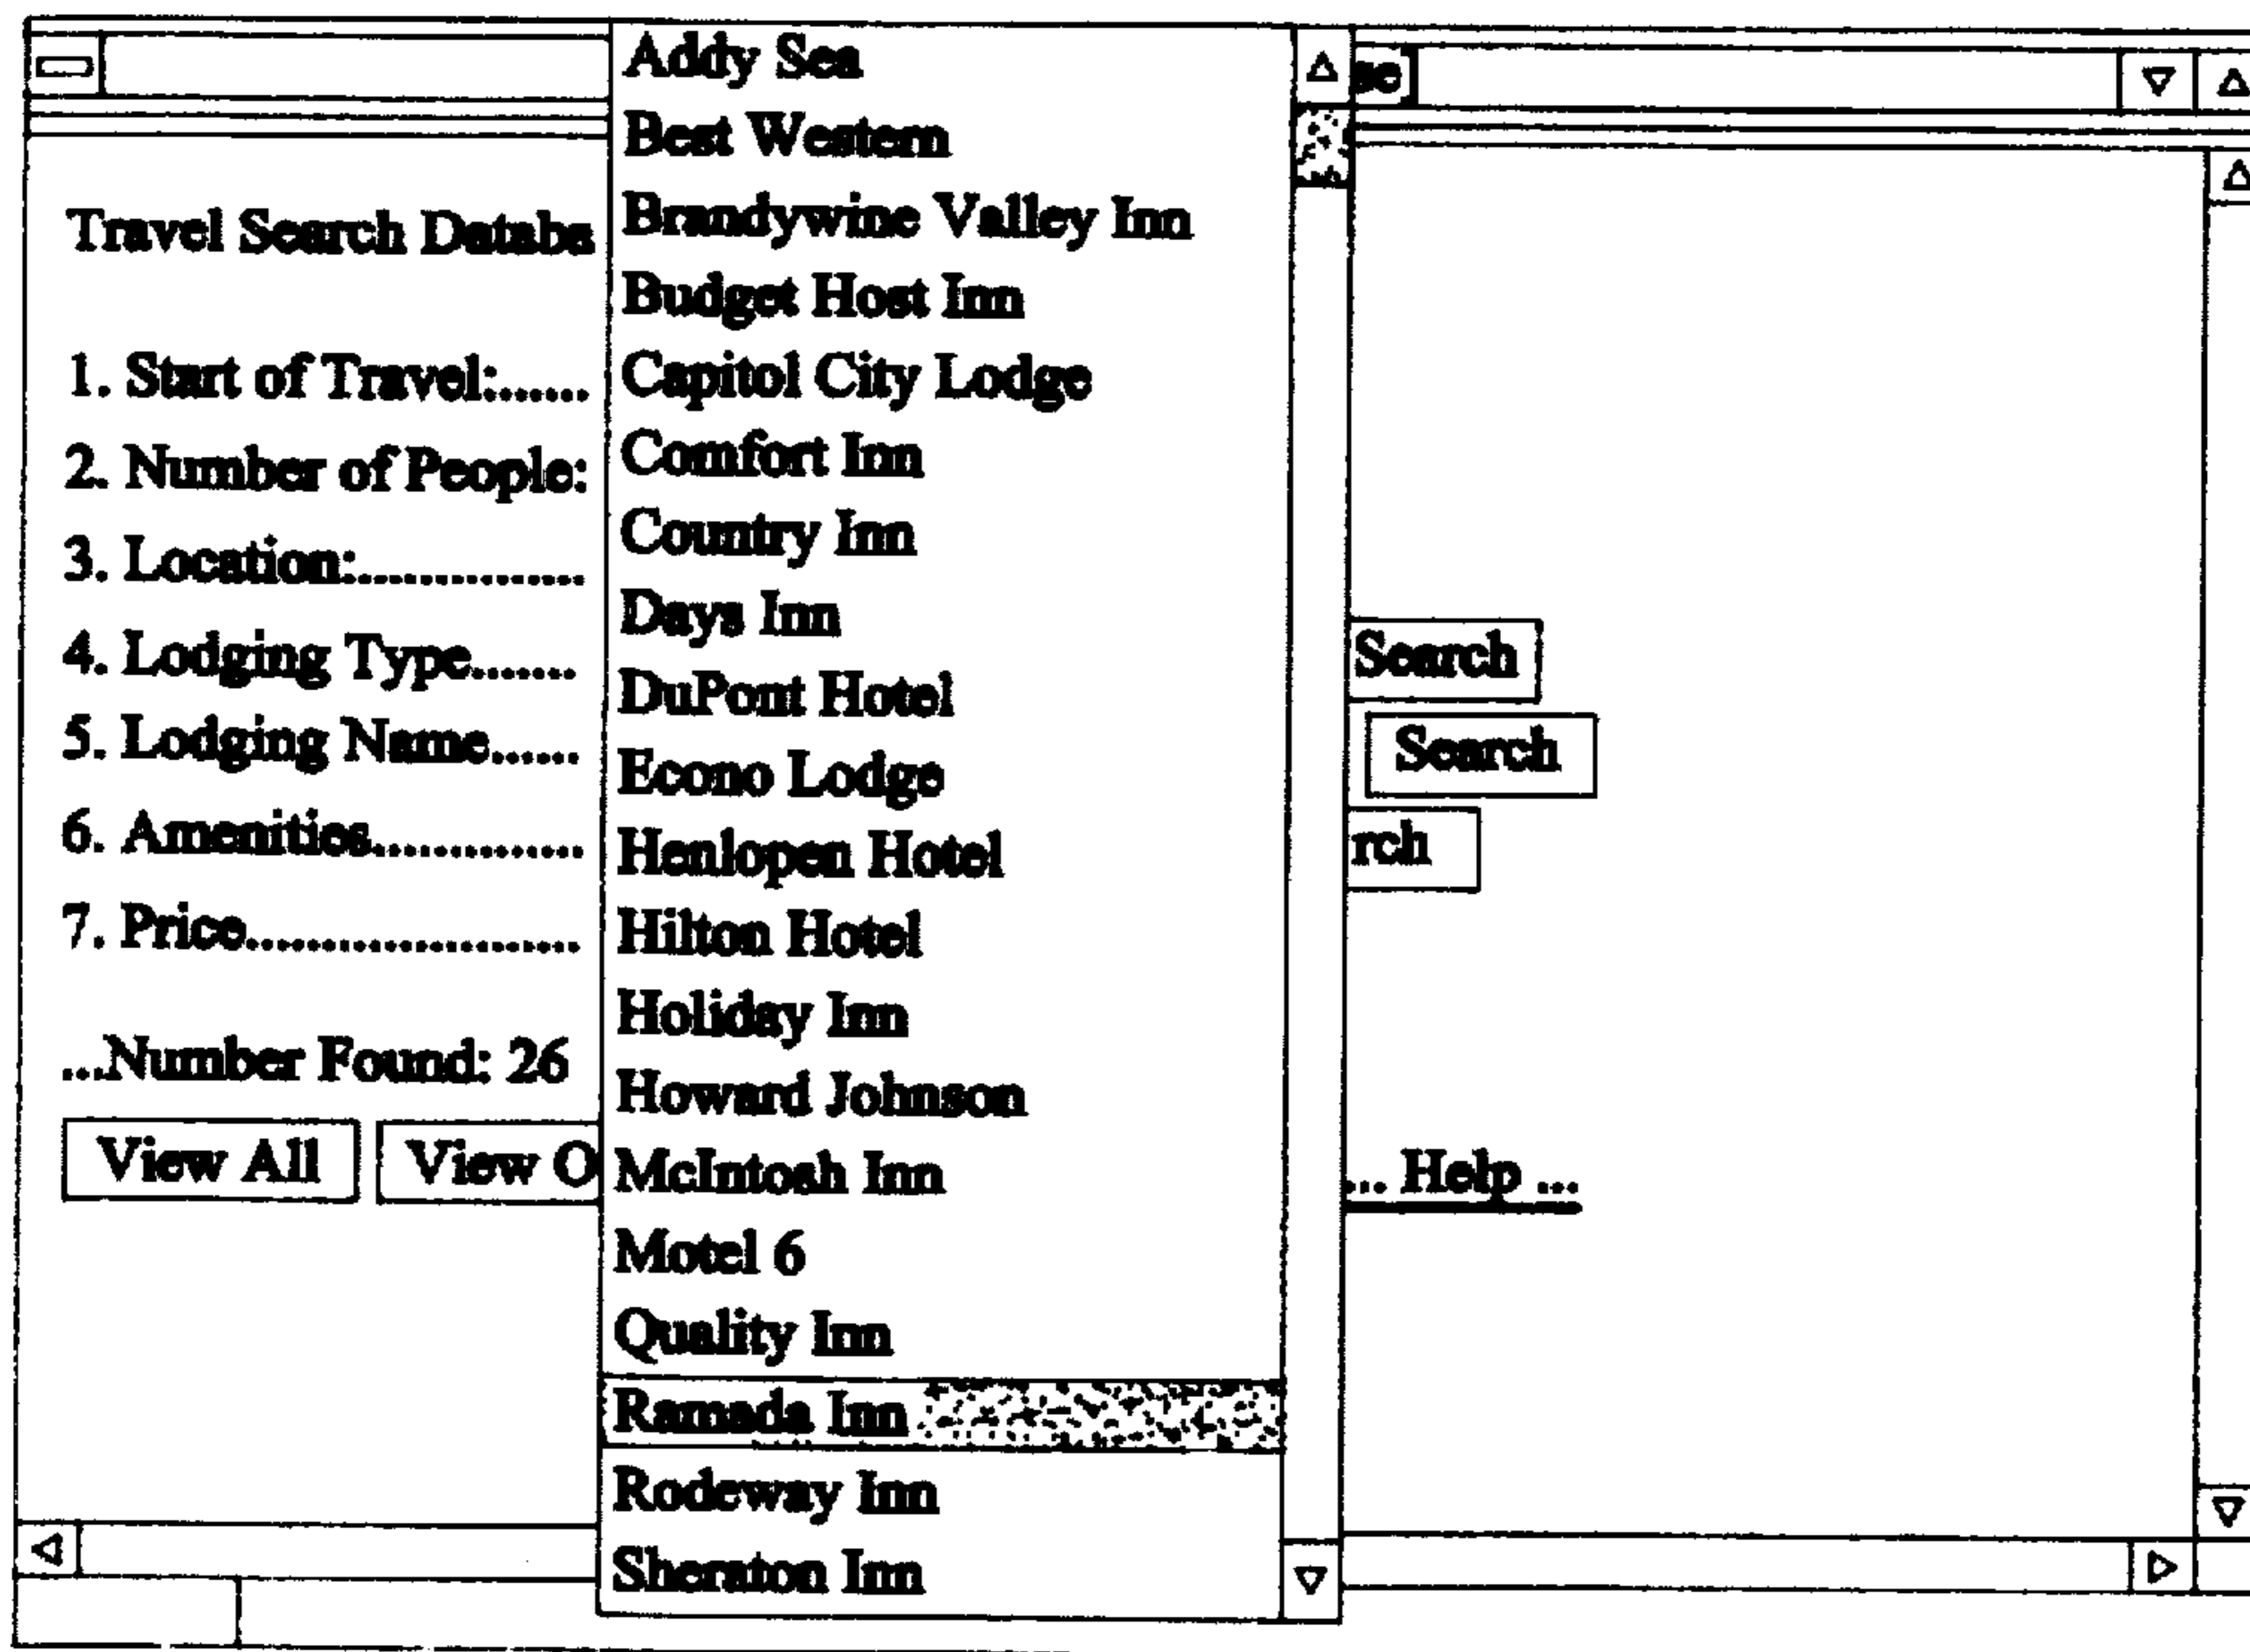 se
Travel Search Databa
1. Start of Travel:.......
2. Number of People:
3. Location:...............
4. Lodging Type.......
5. Lodging Name......
6. Amenities..............
7. Price......................
...Number Found: 26
View All
View O
Addy Sea
Best Western
Brandywine Valley Inn
Budget Host Inn
Capitol City Lodge
Comfort Inn
Country Inn
Days Inn
DuPont Hotel
Econo Lodge
Henlopen Hotel
Hilton Hotel
Holiday Inn
Howard Johnson
McIntosh Inn
Motel 6
Quality Inn
Ramada Inn
Rodeway Inn
Sheraton Inn
Search
Search
rch
... Help ...